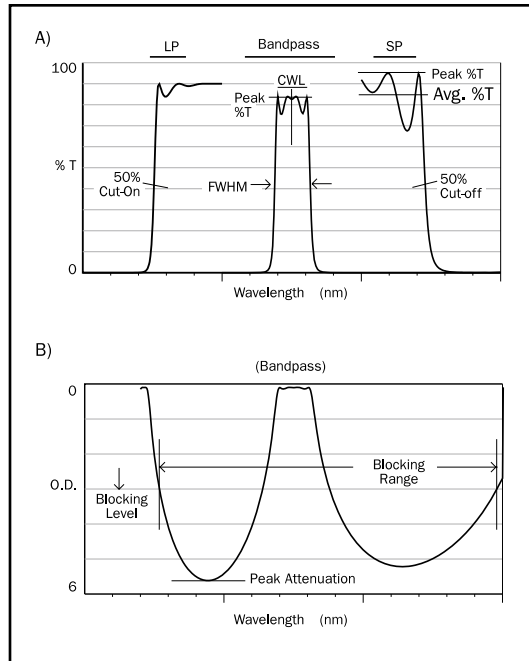 A)
LP
Bandpass
SP
100
CWL
Peak
%T
Peak %T
Avg. %T
% T
50%
Cut-On
FWHM
50%
Cut-off
0
Wavelength (nm)
B)
(Bandpass)
0
O.D.
Blocking
Level
Blocking
Range
Peak Attenuation
6
Wavelength (nm)